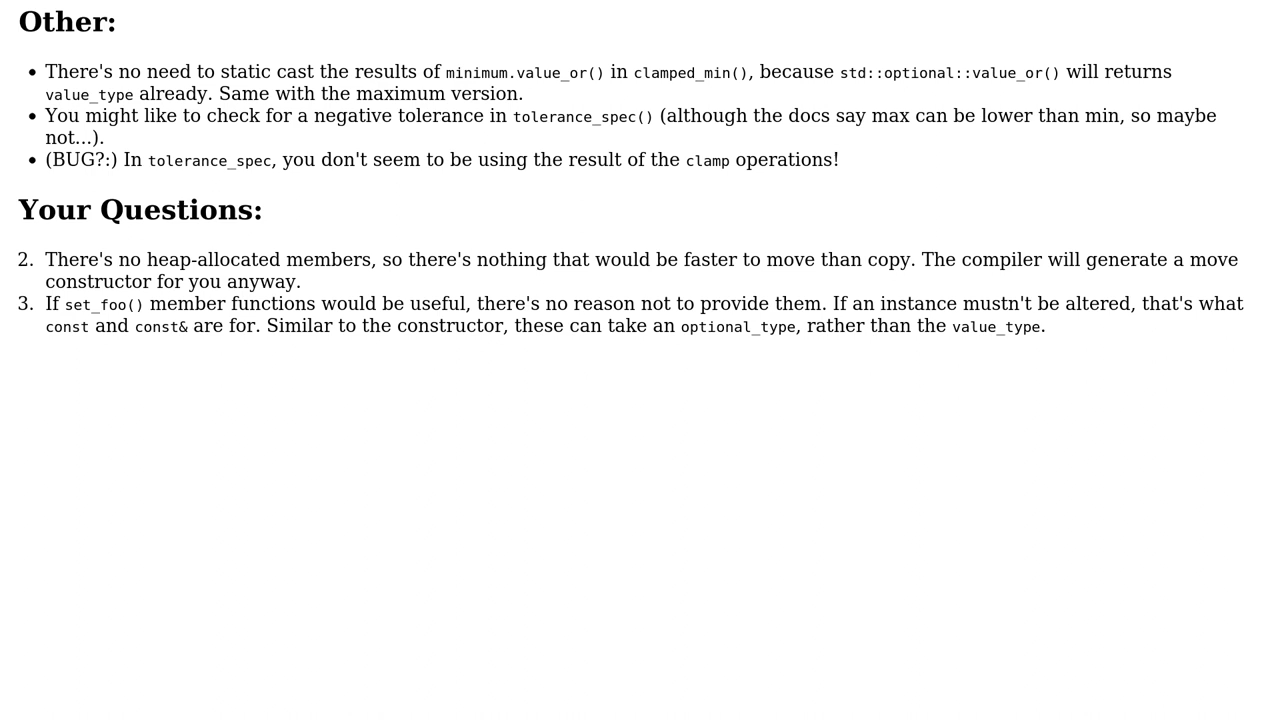 Other:
• There's no need to static cast the results of minimum.value_or() in clamped_min(), because std::optional::value_or() will returns
value_type already. Same with the maximum version.
• You might like to check for a negative tolerance in tolerance_spec() (although the docs say max can be lower than min, so maybe
not...).
• (BUG?:) In tolerance_spec, you don't seem to be using the result of the clamp operations!
Your Questions:
2. There's no heap-allocated members, so there's nothing that would be faster to move than copy. The compiler will generate a move
constructor for you anyway.
3. If set_foo() member functions would be useful, there's no reason not to provide them. If an instance mustn't be altered, that's what
const and const& are for. Similar to the constructor, these can take an optional_type, rather than the value_type.